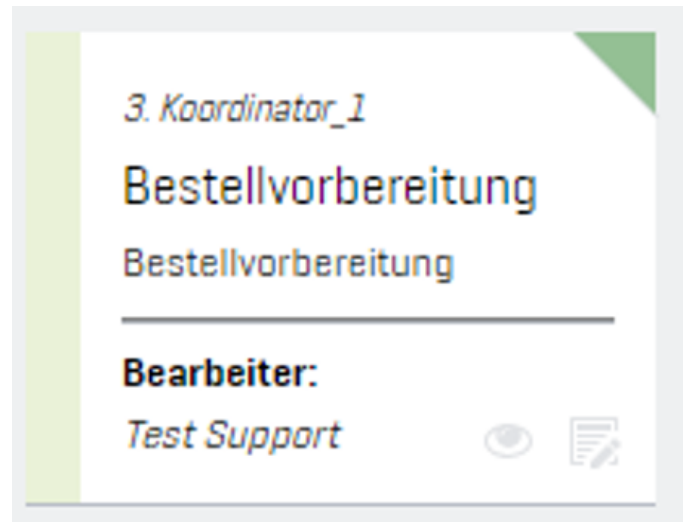 3. Koordinator_1
Bestellvorbereitung
Bestellvorbereitung
Bearbeiter:
Test Support